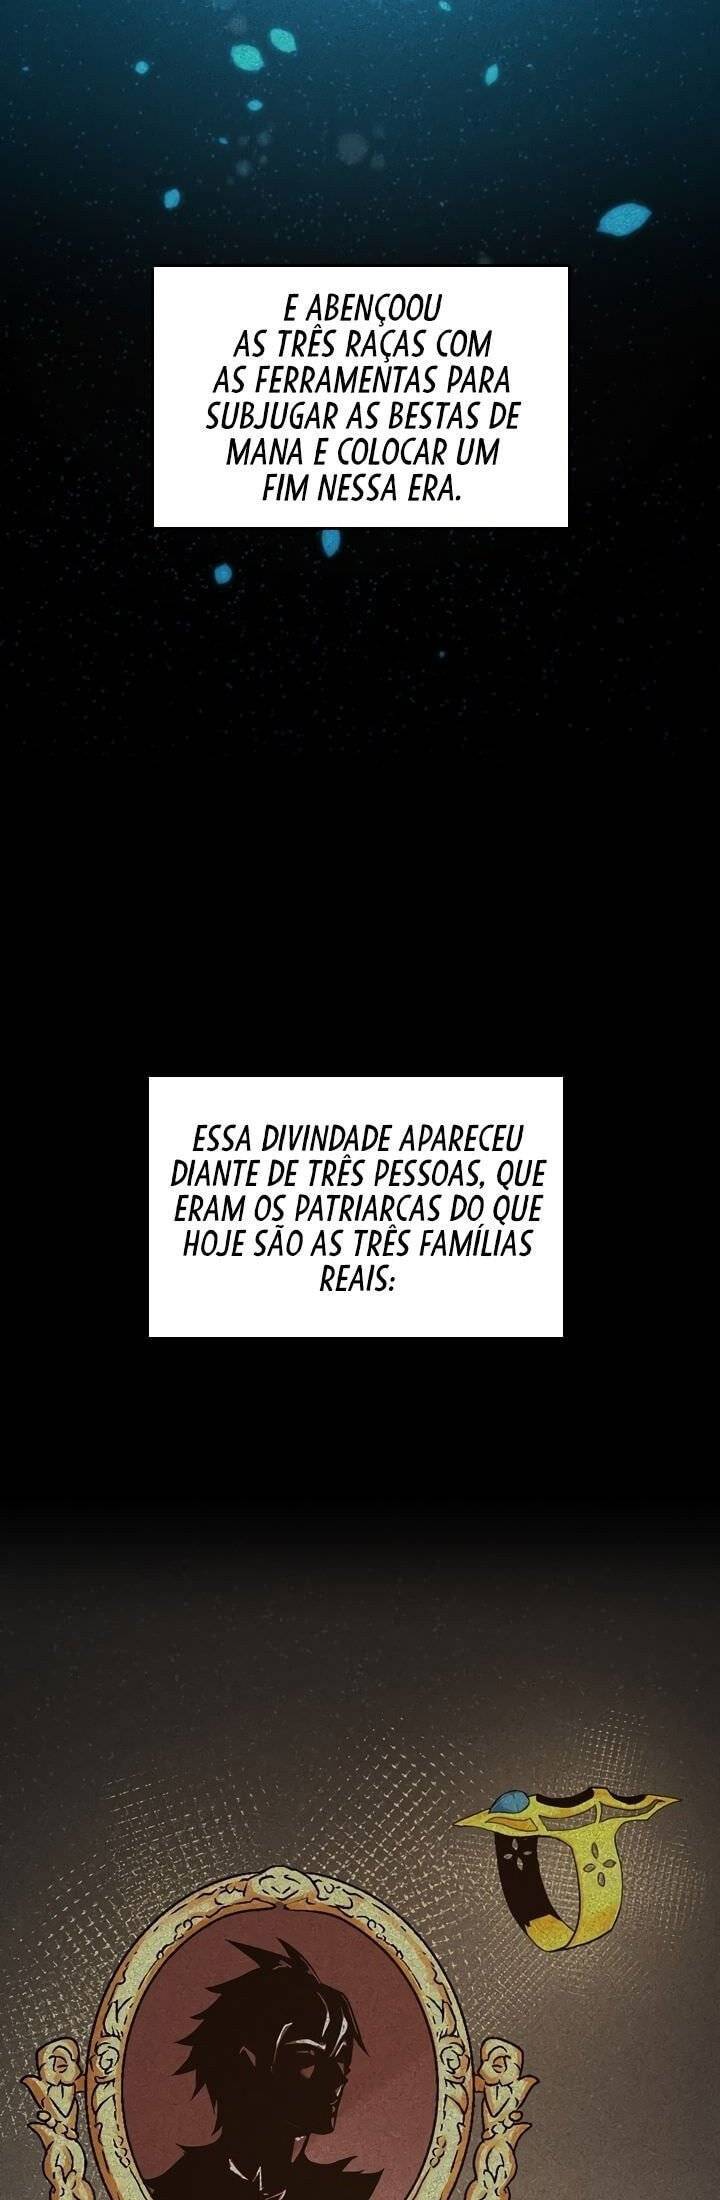 E ABENÇOOU
AS TRÊS RAÇAS COM
AS FERRAMENTAS PARA
SUBJUGAR AS BESTAS DE
MANA E COLOCAR UM
FIM NESSA ERA.
ESSA DIVINDADE APARECEU
DIANTE DE TRÊS PESSOAS, QUE
ERAM OS PATRIARCAS DO QUE
HOJE SÃO AS TRÊS FAMÍLIAS
REAIS: